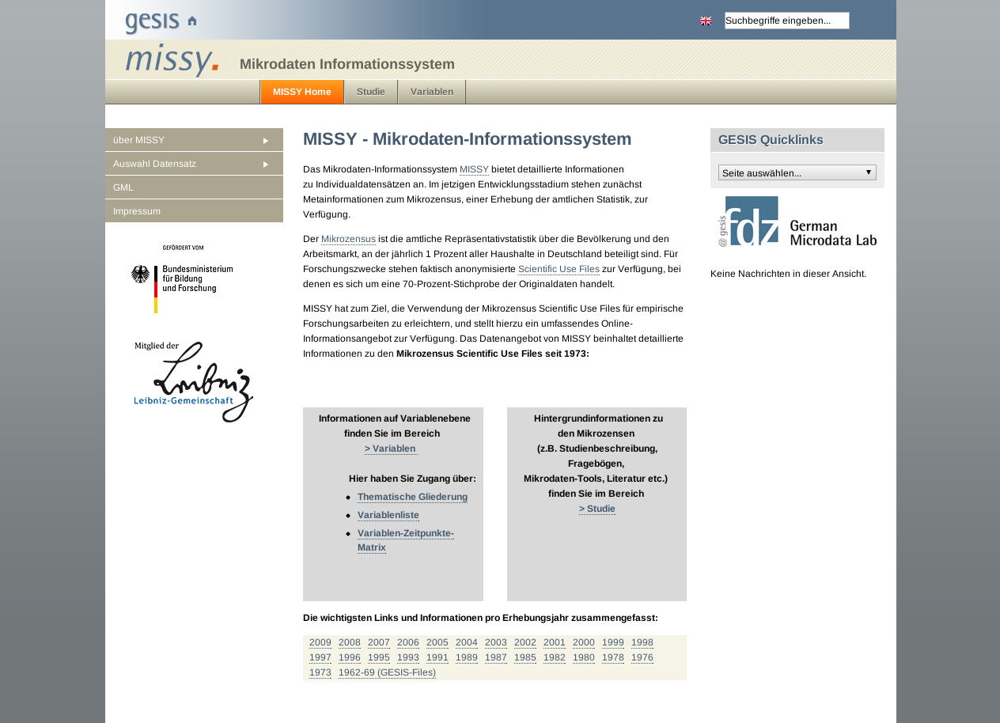 gesis
Suchbegriffe eingeben...
missy.
Mikrodaten Informationssystem
MISSY Home
Studie
Variablen
über MISSY
Auswahl Datensatz
GML
Impressum
GEFÖRDERT VOM
Bundesministerium
für Bildung
und Forschung
Mitglied der
Leibniz
Leibniz-Gemeinschaft
MISSY - Mikrodaten-Informationssystem
Das Mikrodaten-Informationssystem MISSY bietet detaillierte Informationen
zu Individualdatensätzen an. Im jetzigen Entwicklungsstadium stehen zunächst
Metainformationen zum Mikrozensus, einer Erhebung der amtlichen Statistik, zur
Verfügung.
Der Mikrozensus ist die amtliche Repräsentativstatistik über die Bevölkerung und den
Arbeitsmarkt, an der jährlich 1 Prozent aller Haushalte in Deutschland beteiligt sind. Für
Forschungszwecke stehen faktisch anonymisierte Scientific Use Files zur Verfügung, bei
denen es sich um eine 70-Prozent-Stichprobe der Originaldaten handelt.
MISSY hat zum Ziel, die Verwendung der Mikrozensus Scientific Use Files für empirische
Forschungsarbeiten zu erleichtern, und stellt hierzu ein umfassendes Online-
Informationsangebot zur Verfügung. Das Datenangebot von MISSY beinhaltet detaillierte
Informationen zu den Mikrozensus Scientific Use Files seit 1973:
Informationen auf Variablenebene
finden Sie im Bereich
> Variablen
Hier haben Sie Zugang über:
Thematische Gliederung
Variablenliste
Variablen-Zeitpunkte-
Matrix
Hintergrundinformationen zu
den Mikrozensen
(z.B. Studienbeschreibung,
Fragebögen,
Mikrodaten-Tools, Literatur etc.)
finden Sie im Bereich
> Studie
Die wichtigsten Links und Informationen pro Erhebungsjahr zusammengefasst:
2009 2008 2007 2006 2005 2004 2003 2002 2001 2000 1999 1998
1997 1996 1995 1993 1991 1989 1987 1985 1982 1980 1978 1976
1973 1962-69 (GESIS-Files)
GESIS Quicklinks
Seite auswählen...
@ gesis
fdz
German
Microdata Lab
Keine Nachrichten in dieser Ansicht.